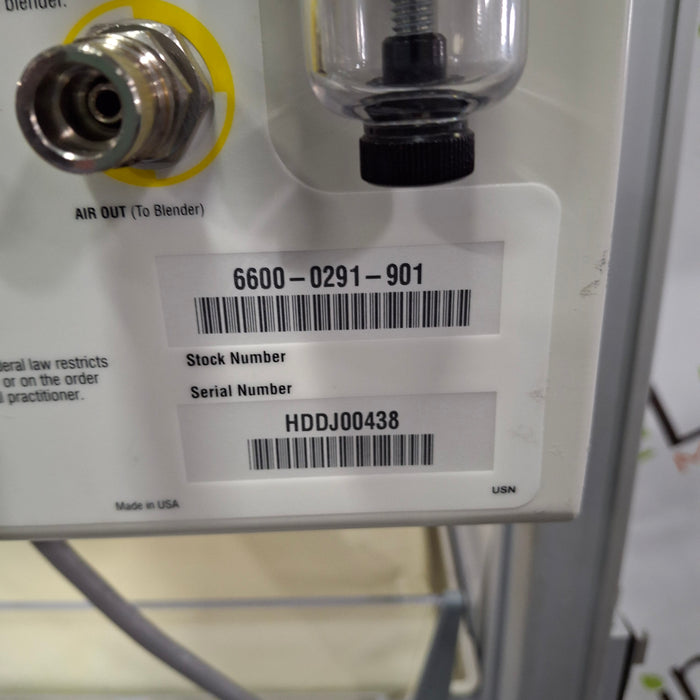 blender.
AIR OUT (To Blender)
6600-0291-901
Stock Number
Serial Number
HDDJ00438
law restricts
or on the order
practitioner.
Made in USA
USN